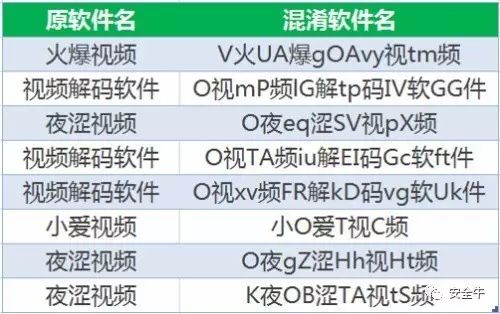 原软件名 混淆软件名
火爆视频 V火UA爆gOAvy视tm频
视频解码软件 O视mP频lG解tp码IV软GG件
夜涩视频 O夜eq涩SV视pX频
视频解码软件 O视TA频iu解EI码Gc软ft件
视频解码软件 O视xv频FR解kD码vg软Uk件
小爱视频 小O爱T视C频
夜涩视频 O夜gZ涩Hh视Ht频
夜涩视频 K夜OB涩TA视tS频
安全牛